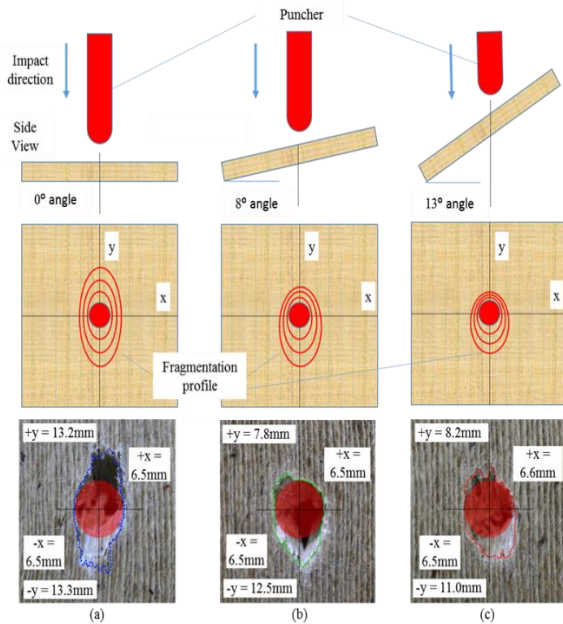 Puncher
Impact
direction
Side
View
0° angle
8° angle
13° angle
y
x
y
x
y
x
Fragmentation
profile
+y = 13.2mm
+x =
6.5mm
-x =
6.5mm
-y = 13.3mm
+y = 7.8mm
+x =
6.5mm
-x =
6.5mm
-y = 12.5mm
+y = 8.2mm
+x =
6.6mm
-x =
6.5mm
-y = 11.0mm
(a)
(b)
(c)